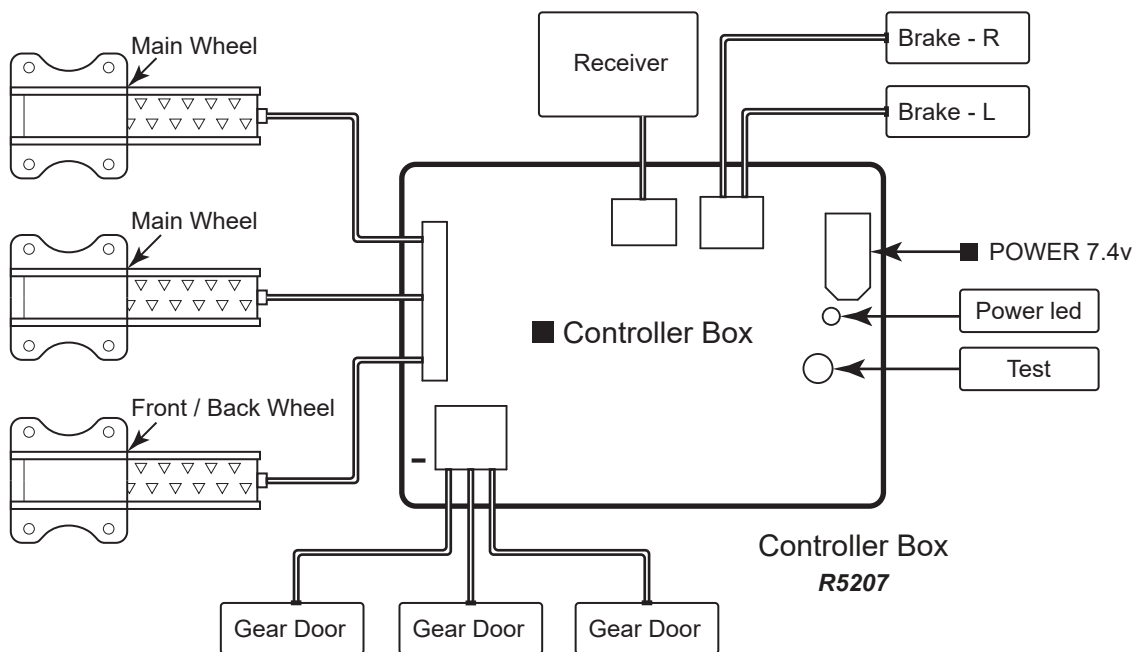 Main Wheel
Receiver
Brake - R
Brake - L
Main Wheel
POWER 7.4v
Power led
Controller Box
Test
Front / Back Wheel
–
Controller Box
R5207
Gear Door
Gear Door
Gear Door